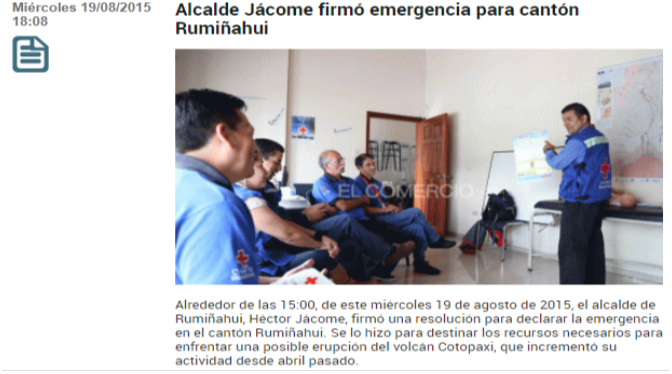 Miércoles 19/08/2015
18:08
Alcalde Jácome firmó emergencia para cantón
Rumiñahui
EL COMERCIO
Alrededor de las 15:00, de este miércoles 19 de agosto de 2015, el alcalde de
Rumiñahui, Héctor Jácome, firmó una resolución para declarar la emergencia
en el cantón Rumiñahui. Se lo hizo para destinar los recursos necesarios para
enfrentar una posible erupción del volcán Cotopaxi, que incrementó su
actividad desde abril pasado.